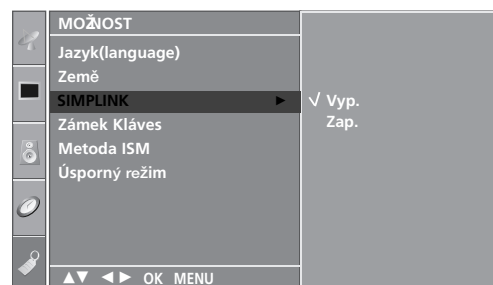 MOŽNOST
Jazyk(language)
Země
SIMPLINK ►
√ Vyp.
Zap.
Zámek Kláves
Metoda ISM
Úsporný režim
▲▼ ◄► OK MENU